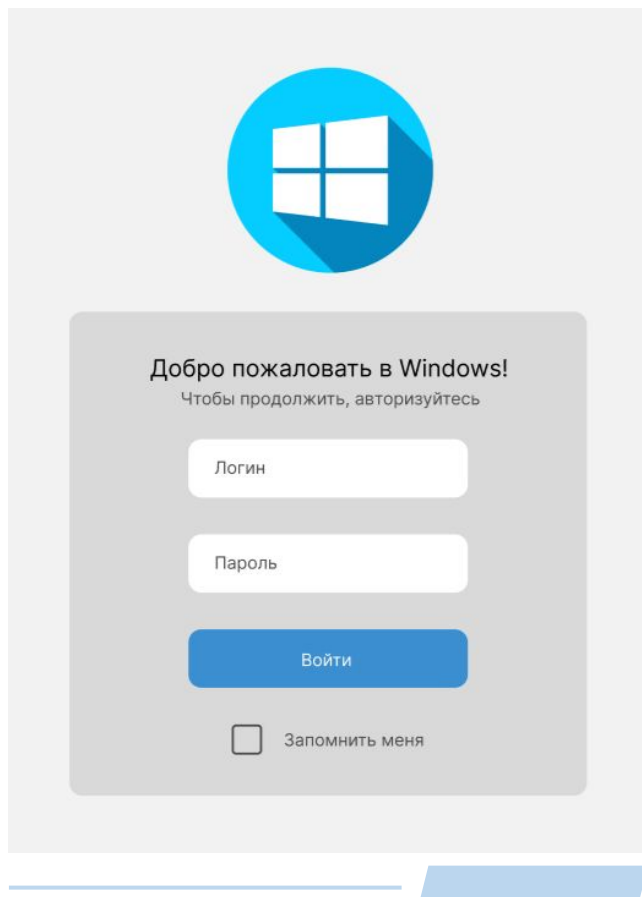 Добро пожаловать в Windows!
Чтобы продолжить, авторизуйтесь
Логин
Пароль
Войти
Запомнить меня